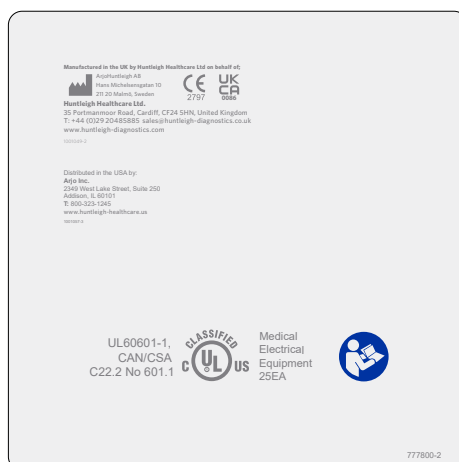 Manufactured in the UK by Huntleigh Healthcare Ltd on behalf of;
ArjoHuntleigh AB
Hans Michelsensgatan 10
211 20 Malmö, Sweden
CE
2797
UK
CA
0086
Huntleigh Healthcare Ltd.
35 Portmanmoor Road, Cardiff, CF24 5HN, United Kingdom
T: +44 (0)29 20485885 sales@huntleigh-diagnostics.co.uk
www.huntleigh-diagnostics.com
Distributed in the USA by:
Arjo Inc.
2349 West Lake Street, Suite 250
Addison, IL 60101
T: 800-323-1245
www.huntleigh-healthcare.us
UL60601-1,
CAN/CSA
C22.2 No 601.1
CLASSIFIED
C UL US
Medical
Electrical
Equipment
25EA
777800-2